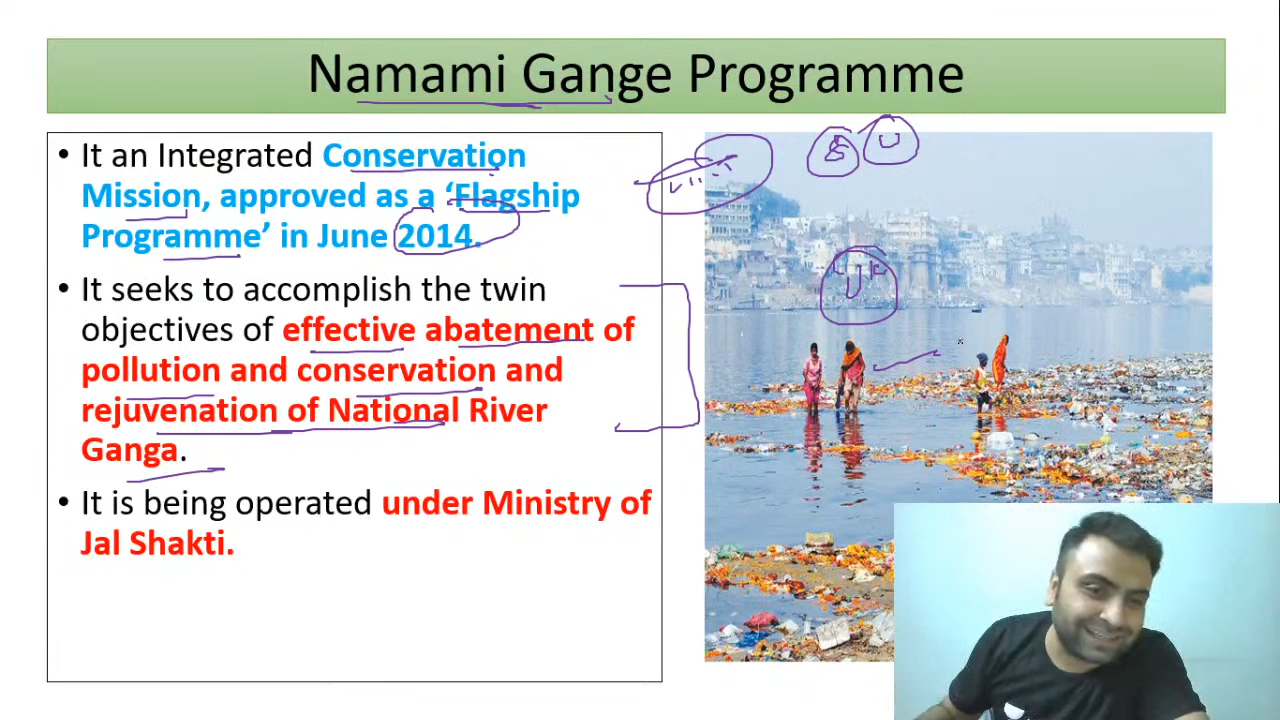 Namami Gange Programme
• It an Integrated Conservation
Mission, approved as a ‘Flagship
Programme’ in June 2014.
• It seeks to accomplish the twin
objectives of effective abatement of
pollution and conservation and
rejuvenation of National River
Ganga.
• It is being operated under Ministry of
Jal Shakti.
U